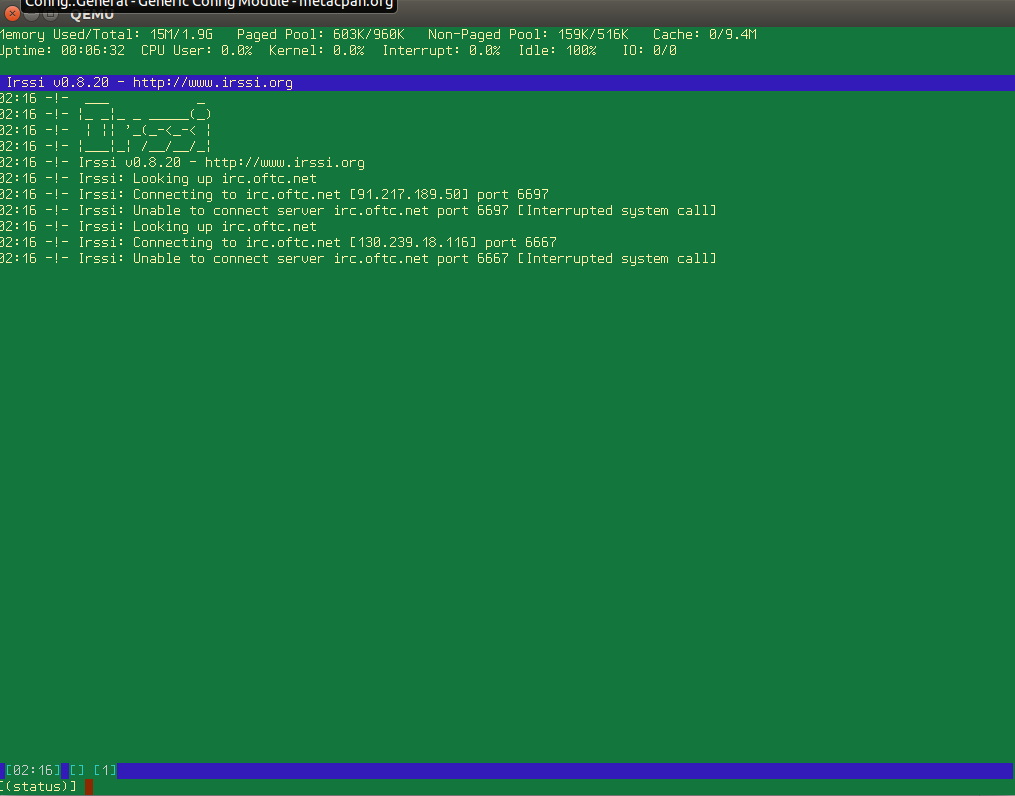 Config::General - Generic Config Module - metacpan.org
QEMU
Memory Used/Total: 15M/1.9G Paged Pool: 603K/960K Non-Paged Pool: 159K/516K Cache: 0/9.4M
Uptime: 00:06:32 CPU User: 0.0% Kernel: 0.0% Interrupt: 0.0% Idle: 100% IO: 0/0
Irssi v0.8.20 - http://www.irssi.org
02:16 -!-  ___           _
02:16 -!- |_ _|_ _ _____(_)
02:16 -!-  | || '_(_-<_-< |
02:16 -!- |___|_| /__/__/_|
02:16 -!- Irssi v0.8.20 - http://www.irssi.org
02:16 -!- Irssi: Looking up irc.oftc.net
02:16 -!- Irssi: Connecting to irc.oftc.net [91.217.189.50] port 6697
02:16 -!- Irssi: Unable to connect server irc.oftc.net port 6697 [Interrupted system call]
02:16 -!- Irssi: Looking up irc.oftc.net
02:16 -!- Irssi: Connecting to irc.oftc.net [130.239.18.116] port 6667
02:16 -!- Irssi: Unable to connect server irc.oftc.net port 6667 [Interrupted system call]
[02:16] [] [1]
[(status)]